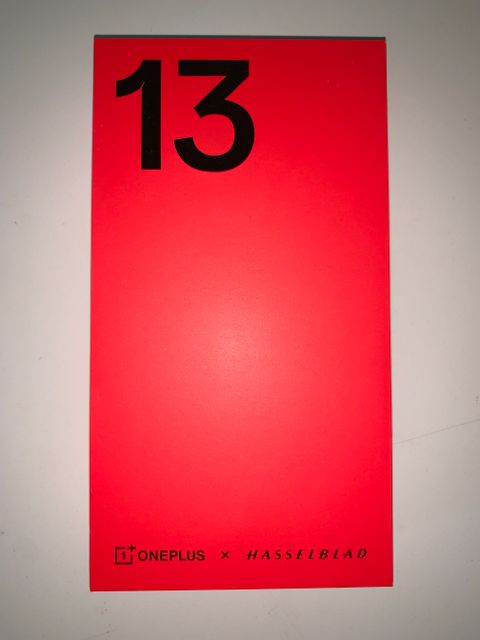 13
1+ ONEPLUS × HASSELBLAD